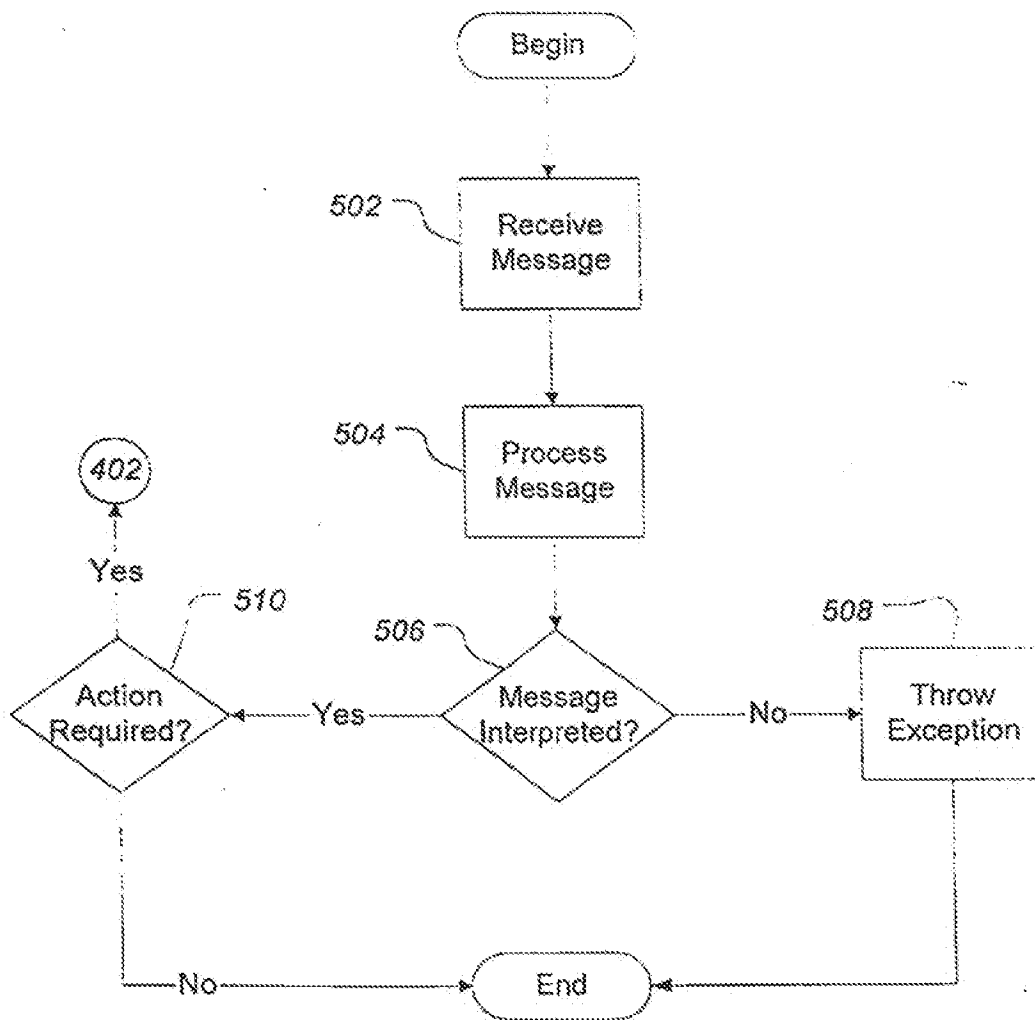 Begin
502
Receive
Message
504
Process
Message
402
Yes
510
506
508
Action
Required?
Yes
Message
Interpreted?
No
Throw
Exception
No
End